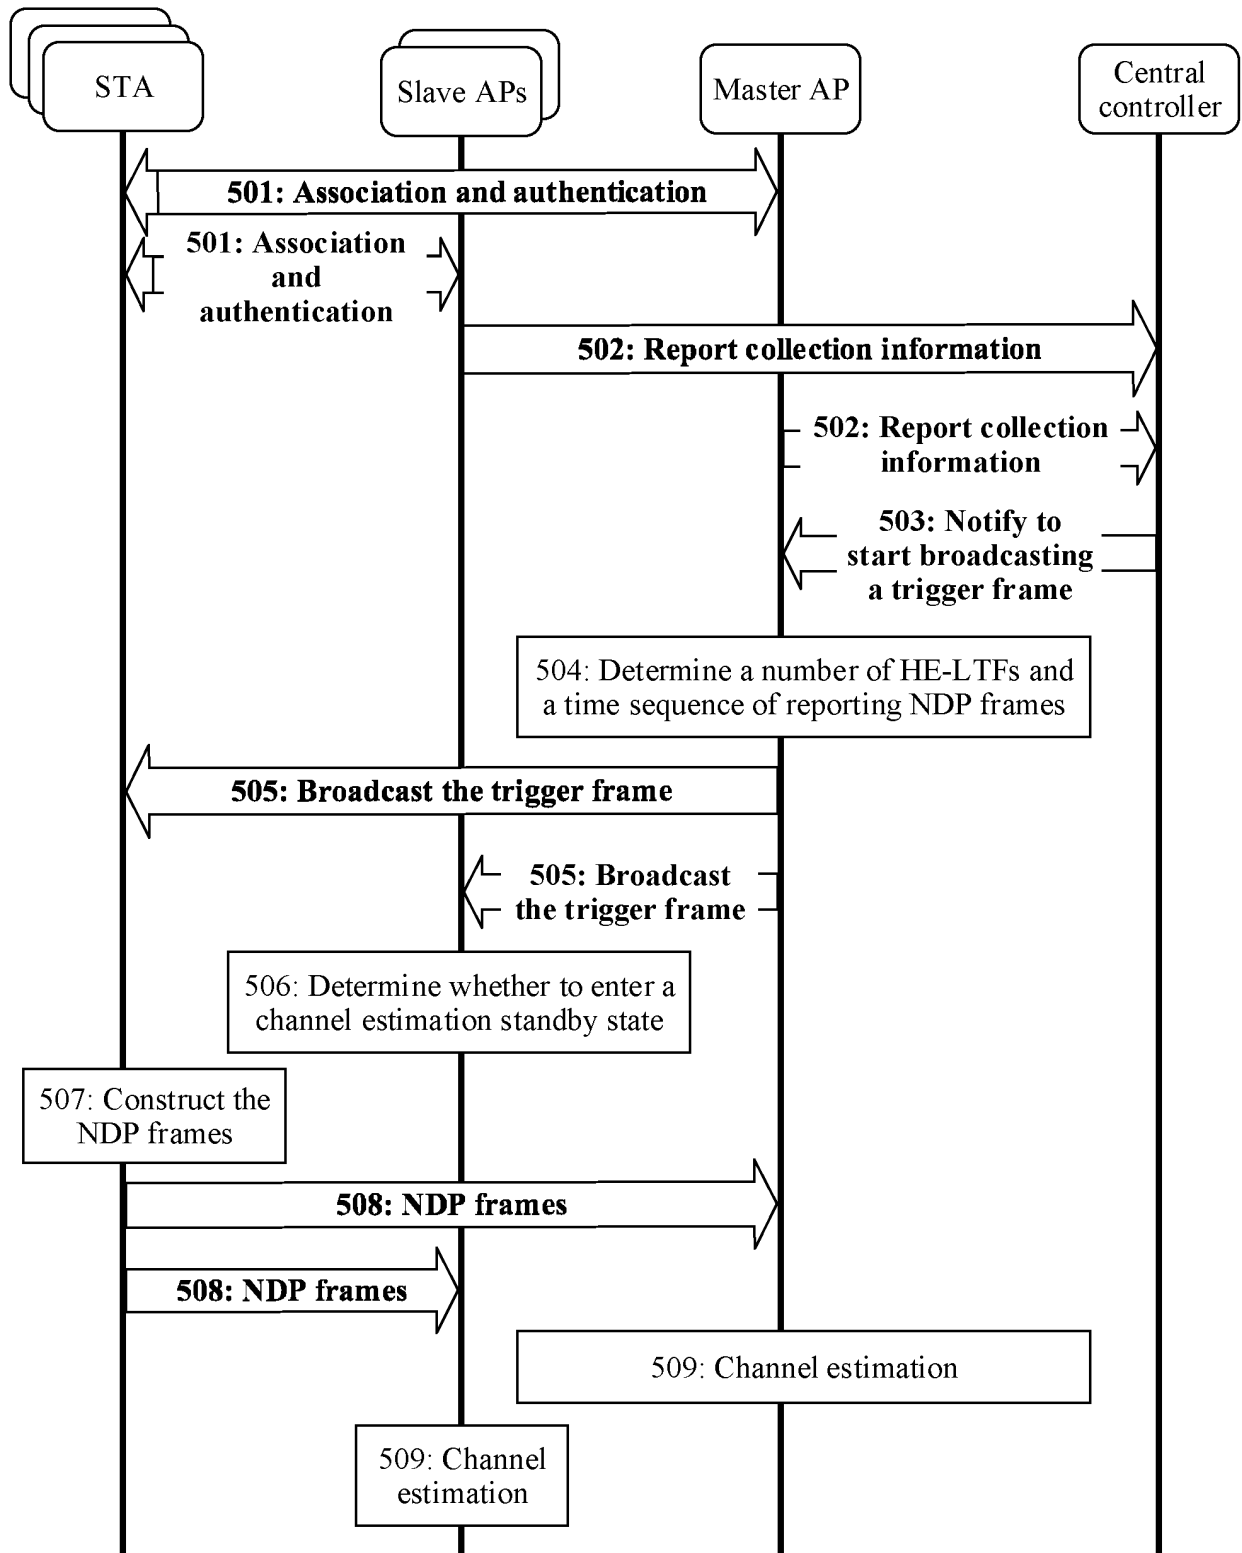 STA
Slave APs
Master AP
Central
controller
501: Association and authentication
501: Association
and
authentication
502: Report collection information
502: Report collection
information
503: Notify to
start broadcasting
a trigger frame
504: Determine a number of HE-LTFs and
a time sequence of reporting NDP frames
505: Broadcast the trigger frame
505: Broadcast
the trigger frame
506: Determine whether to enter a
channel estimation standby state
507: Construct the
NDP frames
508: NDP frames
508: NDP frames
509: Channel estimation
509: Channel
estimation